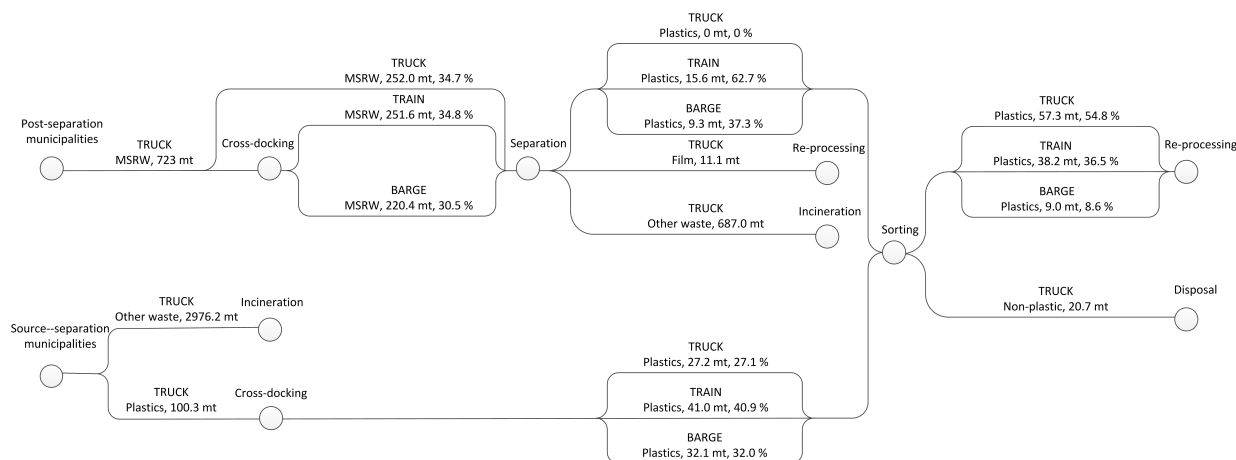 TRUCK
Plastics, 0 mt, 0 %
TRAIN
Plastics, 15.6 mt, 62.7 %
BARGE
Plastics, 9.3 mt, 37.3 %
TRUCK
MSRW, 252.0 mt, 34.7 %
TRAIN
MSRW, 251.6 mt, 34.8 %
BARGE
MSRW, 220.4 mt, 30.5 %
Post-separation
municipalities
TRUCK
MSRW, 723 mt
Cross-docking
Separation
TRUCK
Film, 11.1 mt
Re-processing
TRUCK
Other waste, 687.0 mt
Incineration
Sorting
TRUCK
Plastics, 57.3 mt, 54.8 %
TRAIN
Plastics, 38.2 mt, 36.5 %
BARGE
Plastics, 9.0 mt, 8.6 %
Re-processing
TRUCK
Non-plastic, 20.7 mt
Disposal
Source--separation
municipalities
TRUCK
Other waste, 2976.2 mt
Incineration
TRUCK
Plastics, 100.3 mt
Cross-docking
TRUCK
Plastics, 27.2 mt, 27.1 %
TRAIN
Plastics, 41.0 mt, 40.9 %
BARGE
Plastics, 32.1 mt, 32.0 %